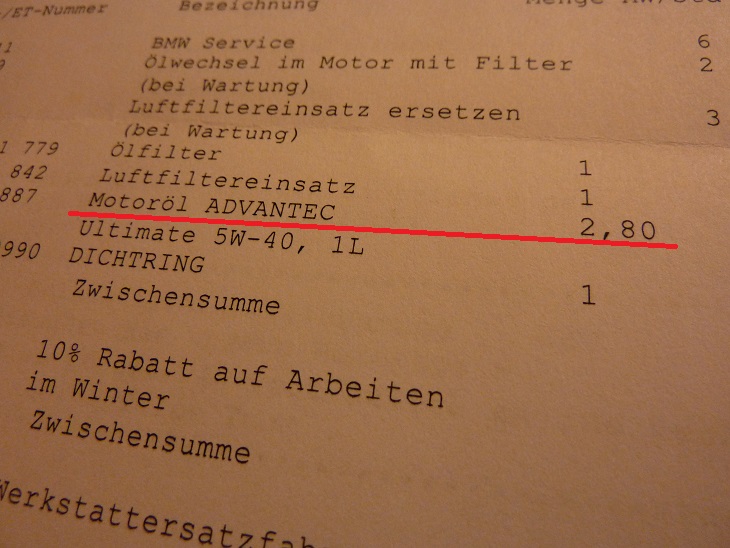 /ET-Nummer Bezeichnung Menge
BMW Service 6
Ölwechsel im Motor mit Filter 2
(bei Wartung)
Luftfiltereinsatz ersetzen 3
(bei Wartung)
1 779 Ölfilter 1
842 Luftfiltereinsatz 1
887 Motoröl ADVANTEC 2,80
Ultimate 5W-40, 1L
990 DICHTRING 1
Zwischensumme
10% Rabatt auf Arbeiten
im Winter
Zwischensumme